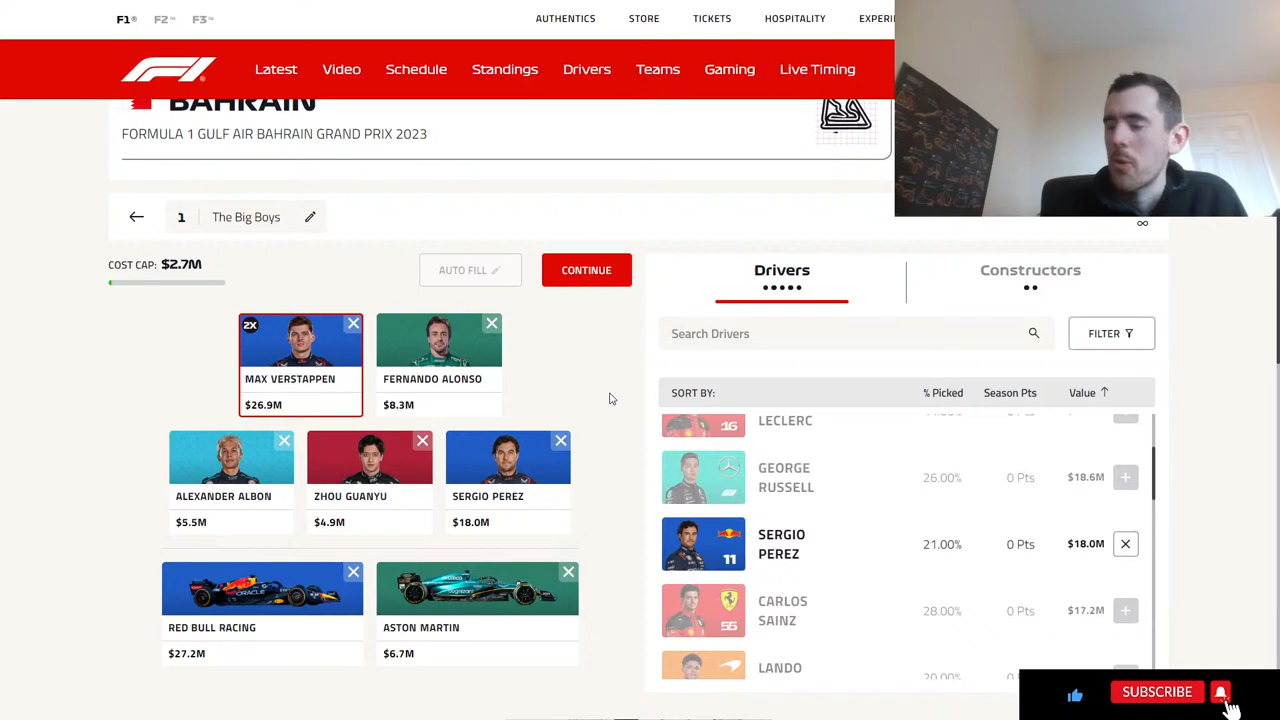 F1® F2™ F3™ AUTHENTICS STORE TICKETS HOSPITALITY EXPERI
F1 Latest Video Schedule Standings Drivers Teams Gaming Live Timing
BAHRAIN
FORMULA 1 GULF AIR BAHRAIN GRAND PRIX 2023
1 The Big Boys
∞
COST CAP: $2.7M
AUTO FILL
CONTINUE
Drivers
Constructors
Search Drivers
FILTER
SORT BY: % Picked Season Pts Value
2X
MAX VERSTAPPEN
$26.9M
FERNANDO ALONSO
$8.3M
ALEXANDER ALBON
$5.5M
ZHOU GUANYU
$4.9M
SERGIO PEREZ
$18.0M
ORACLE
RED BULL RACING
$27.2M
cognizant
ASTON MARTIN
$6.7M
16
LECLERC
GEORGE
RUSSELL
26.00% 0 Pts $18.6M
11
SERGIO
PEREZ
21.00% 0 Pts $18.0M
55
CARLOS
SAINZ
28.00% 0 Pts $17.2M
LANDO
SUBSCRIBE